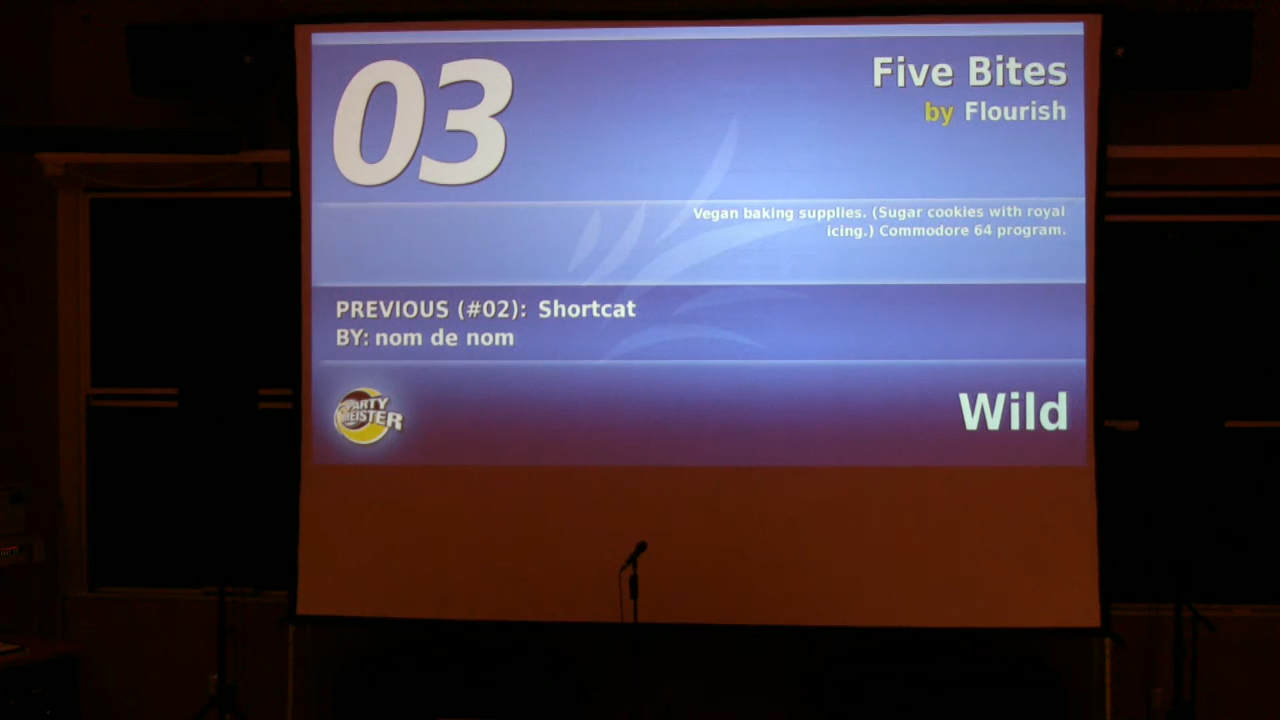 03
Five Bites
by Flourish
Vegan baking supplies. (Sugar cookies with royal
icing.) Commodore 64 program.
PREVIOUS (#02): Shortcat
BY: nom de nom
PARTY
MEISTER
Wild